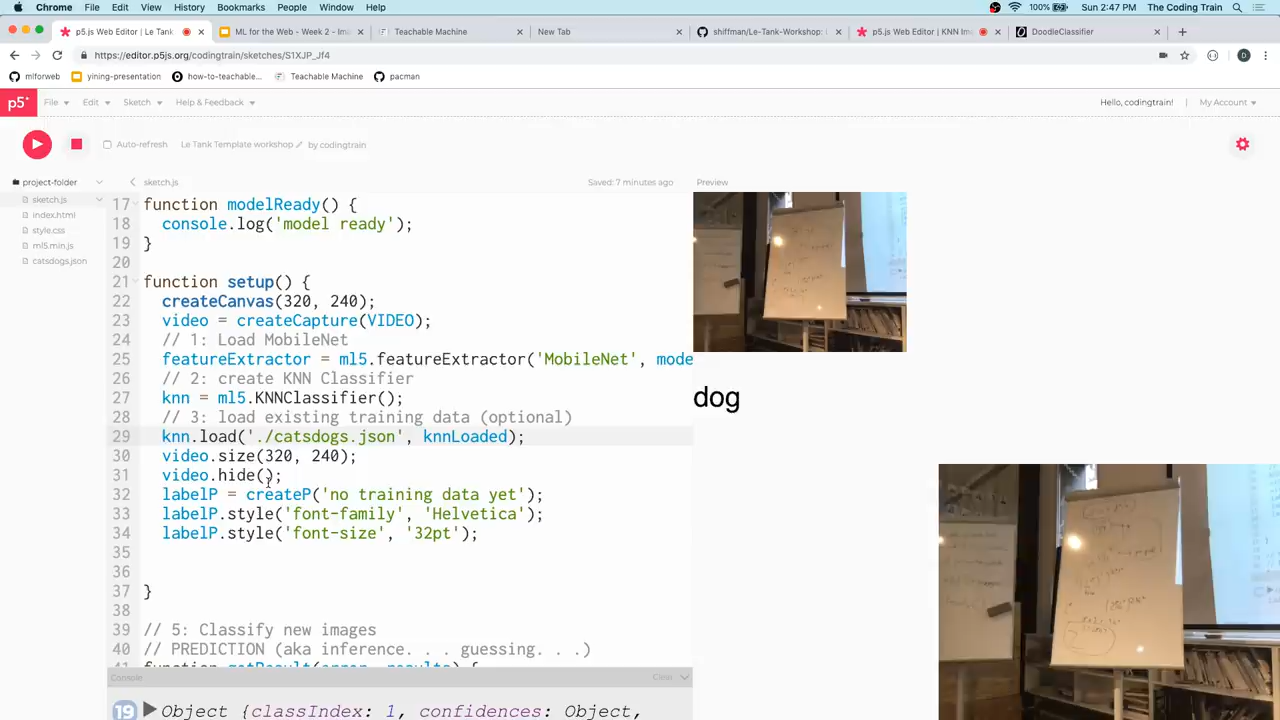 Chrome File Edit View History Bookmarks People Window Help 100% Sun 2:47 PM The Coding Train
p5.js Web Editor | Le Tank ML for the Web - Week 2 - Ima Teachable Machine New Tab shiffman/Le-Tank-Workshop: p5.js Web Editor | KNN Ima DoodleClassifier
https://editor.p5js.org/codingtrain/sketches/S1XJP_Jf4
mlforweb yining-presentation how-to-teachable... Teachable Machine pacman
p5* File Edit Sketch Help & Feedback Hello, codingtrain! | My Account
Auto-refresh Le Tank Template workshop by codingtrain
project-folder sketch.js Saved: 7 minutes ago Preview
sketch.js
index.html
style.css
ml5.min.js
catsdogs.json
17 function modelReady() {
18 console.log('model ready');
19 }
20
21 function setup() {
22 createCanvas(320, 240);
23 video = createCapture(VIDEO);
24 // 1: Load MobileNet
25 featureExtractor = ml5.featureExtractor('MobileNet', mode
26 // 2: create KNN Classifier
27 knn = ml5.KNNClassifier();
28 // 3: load existing training data (optional)
29 knn.load('./catsdogs.json', knnLoaded);
30 video.size(320, 240);
31 video.hide();
32 labelP = createP('no training data yet');
33 labelP.style('font-family', 'Helvetica');
34 labelP.style('font-size', '32pt');
35
36
37 }
38
39 // 5: Classify new images
40 // PREDICTION (aka inference. . . guessing. . .)
41 function gotResult(error, results) {
dog
Console Clear
19 Object {classIndex: 1, confidences: Object,